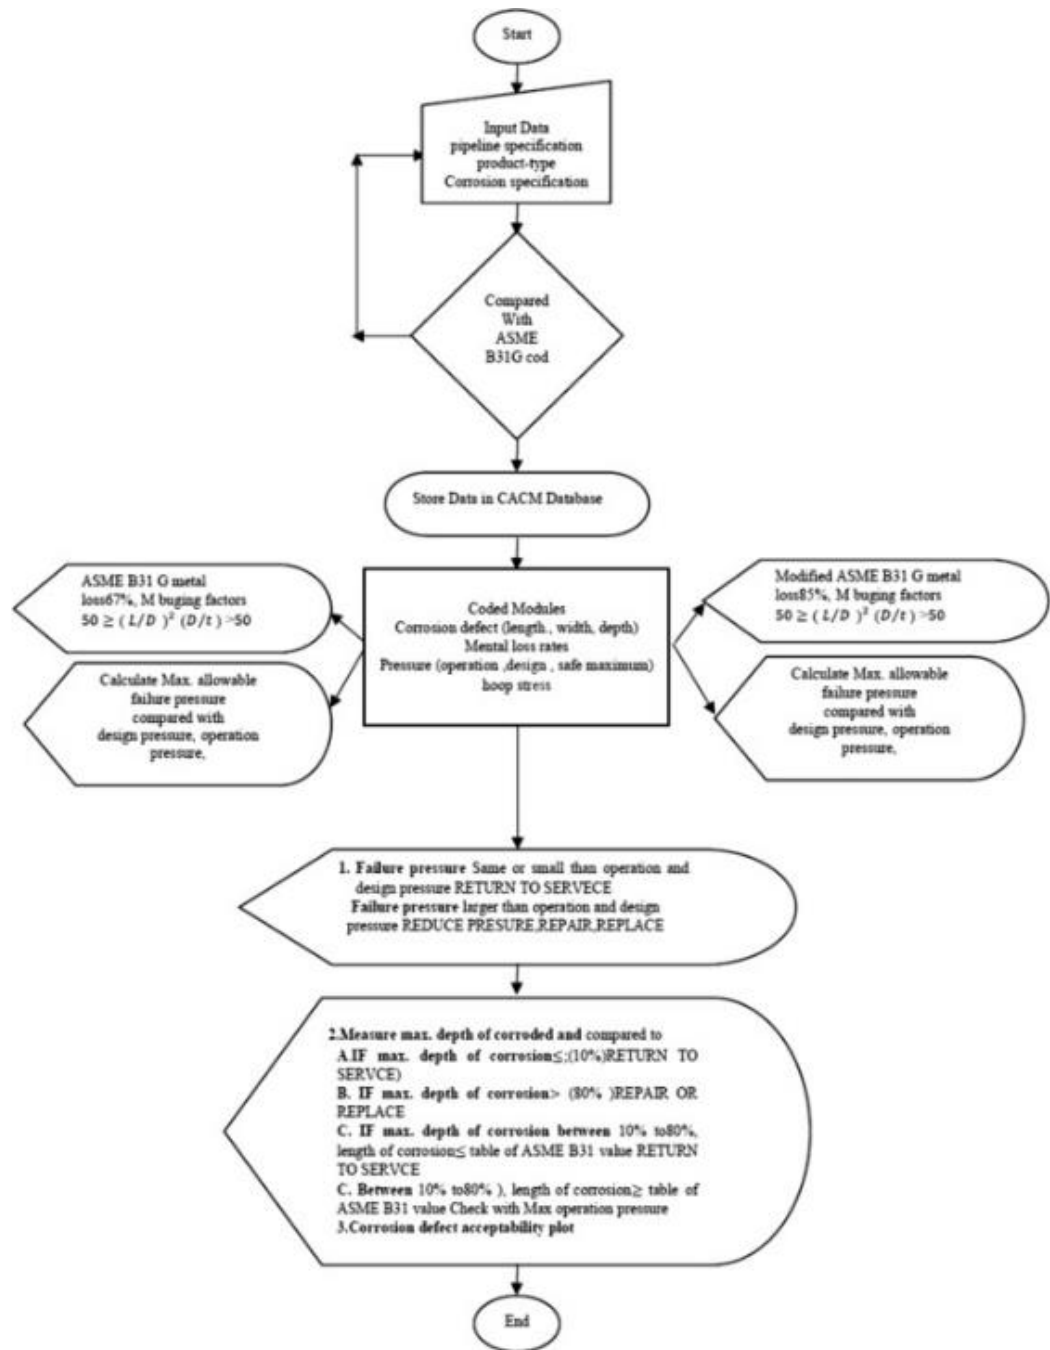 Start
Input Data
pipeline specification
product-type
Corrosion specification
Compared
With
ASME
B31G cod
Store Data in CACM Database
ASME B31 G metal
loss67%, M buging factors
50 ≥ ( L/D )² (D/t ) >50
Calculate Max. allowable
failure pressure
compared with
design pressure, operation
pressure,
Coded Modules
Corrosion defect (length., width, depth)
Mental loss rates
Pressure (operation ,design , safe maximum)
hoop stress
Modified ASME B31 G metal
loss85%, M buging factors
50 ≥ ( L/D )² (D/t ) >50
Calculate Max. allowable
failure pressure
compared with
design pressure, operation
pressure,
1. Failure pressure Same or small than operation and
design pressure RETURN TO SERVECE
Failure pressure larger than operation and design
pressure REDUCE PRESURE,REPAIR,REPLACE
2.Measure max. depth of corroded and compared to
A.IF max. depth of corrosion≤;(10%)RETURN TO
SERVCE)
B. IF max. depth of corrosion> (80% )REPAIR OR
REPLACE
C. IF max. depth of corrosion between 10% to80%,
length of corrosion≤ table of ASME B31 value RETURN
TO SERVCE
C. Between 10% to80% ), length of corrosion≥ table of
ASME B31 value Check with Max operation pressure
3.Corrosion defect acceptability plot
End